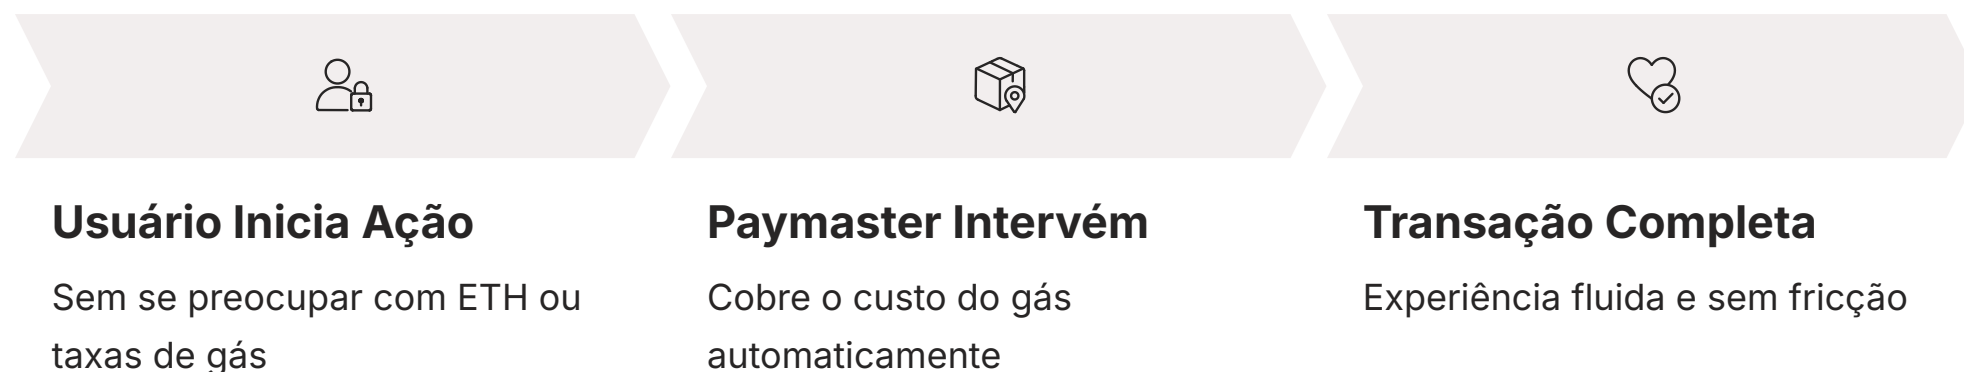 Usuário Inicia Ação
Sem se preocupar com ETH ou
taxas de gás
Paymaster Intervém
Cobre o custo do gás
automaticamente
Transação Completa
Experiência fluida e sem fricção